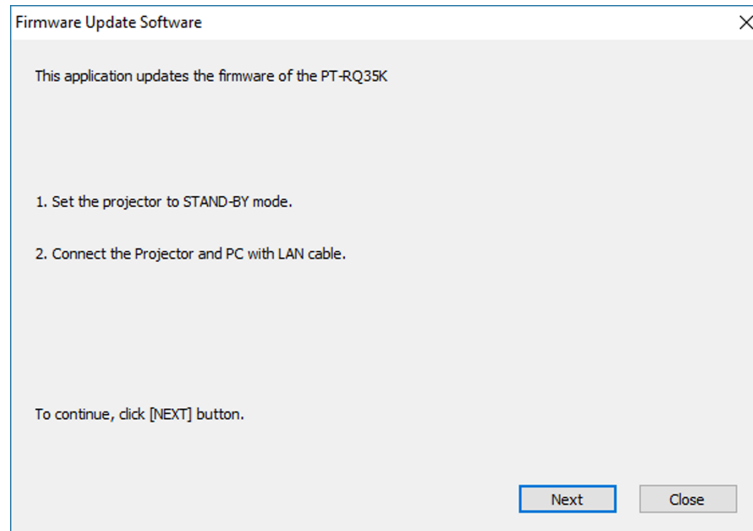 Firmware Update Software
This application updates the firmware of the PT-RQ35K
1. Set the projector to STAND-BY mode.
2. Connect the Projector and PC with LAN cable.
To continue, click [NEXT] button.
Next Close